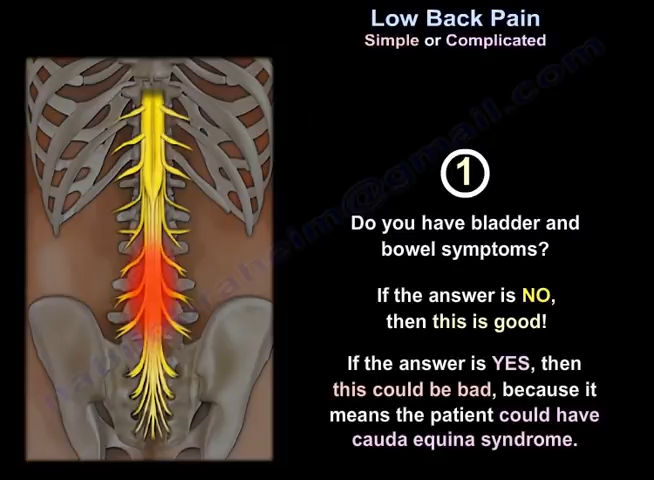 Low Back Pain
Simple or Complicated
1
Do you have bladder and
bowel symptoms?
If the answer is NO,
then this is good!
If the answer is YES, then
this could be bad, because it
means the patient could have
cauda equina syndrome.